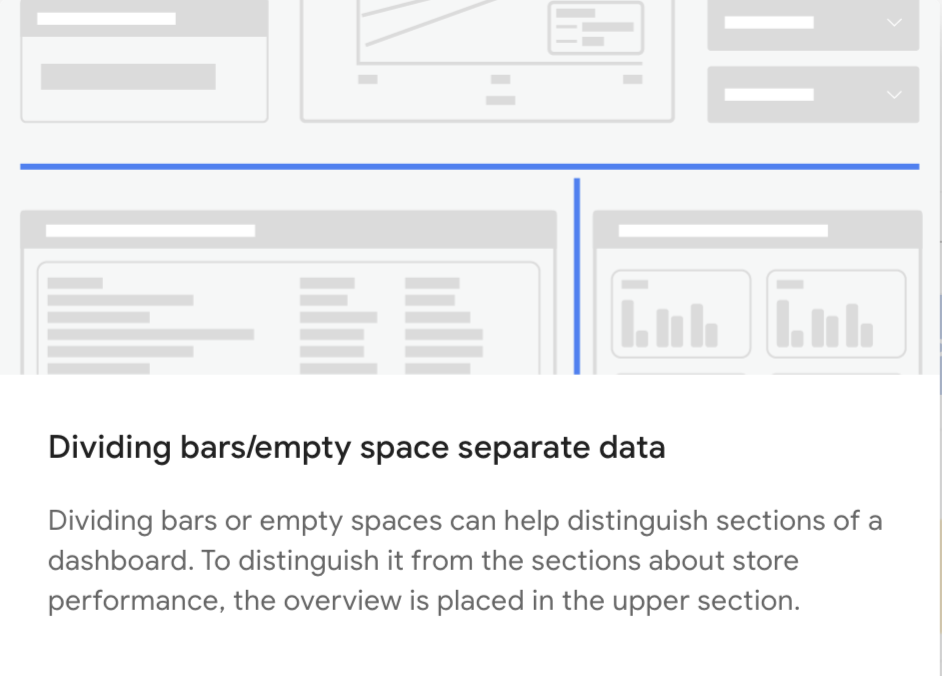 Dividing bars/empty space separate data
Dividing bars or empty spaces can help distinguish sections of a
dashboard. To distinguish it from the sections about store
performance, the overview is placed in the upper section.